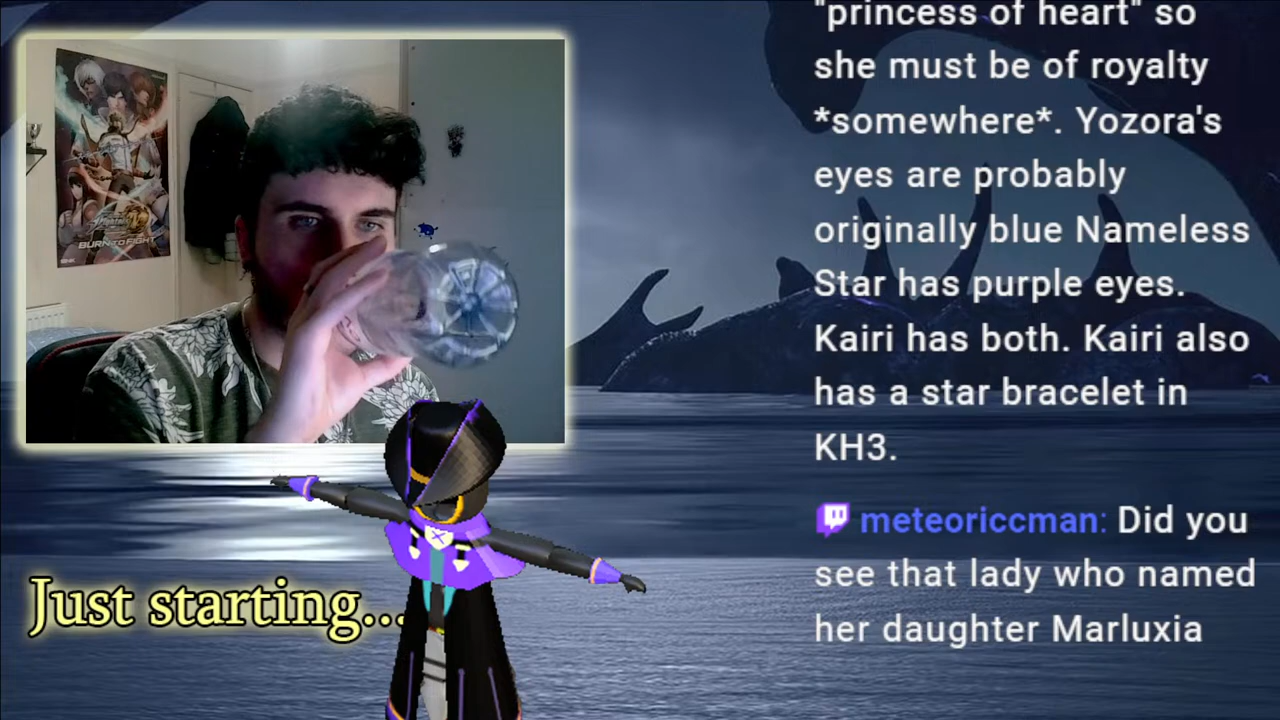 BURN TO FIGHT
"princess of heart" so
she must be of royalty
*somewhere*. Yozora's
eyes are probably
originally blue Nameless
Star has purple eyes.
Kairi has both. Kairi also
has a star bracelet in
KH3.
meteoriccman: Did you
see that lady who named
her daughter Marluxia
Just starting...